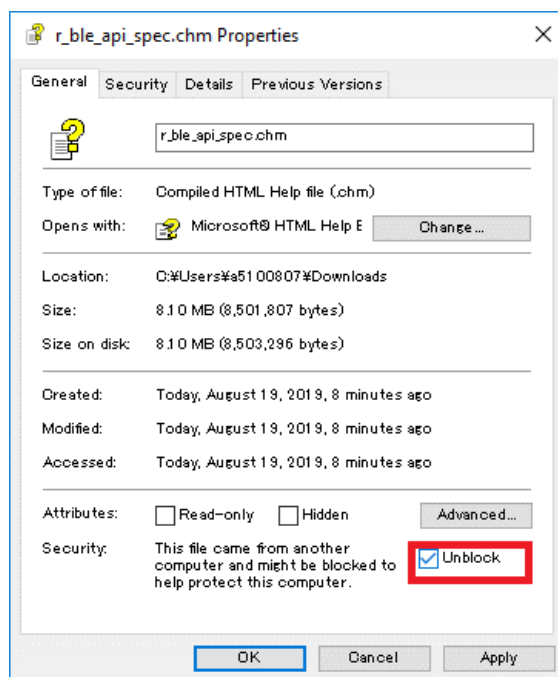 r_ble_api_spec.chm Properties
General Security Details Previous Versions
r_ble_api_spec.chm
Type of file: Compiled HTML Help file (.chm)
Opens with: Microsoft® HTML Help E Change...
Location: C:¥Users¥a5100807¥Downloads
Size: 8.10 MB (8,501,807 bytes)
Size on disk: 8.10 MB (8,503,296 bytes)
Created: Today, August 19, 2019, 8 minutes ago
Modified: Today, August 19, 2019, 8 minutes ago
Accessed: Today, August 19, 2019, 8 minutes ago
Attributes: Read-only Hidden Advanced...
Security: This file came from another
computer and might be blocked to
help protect this computer.
Unblock
OK Cancel Apply